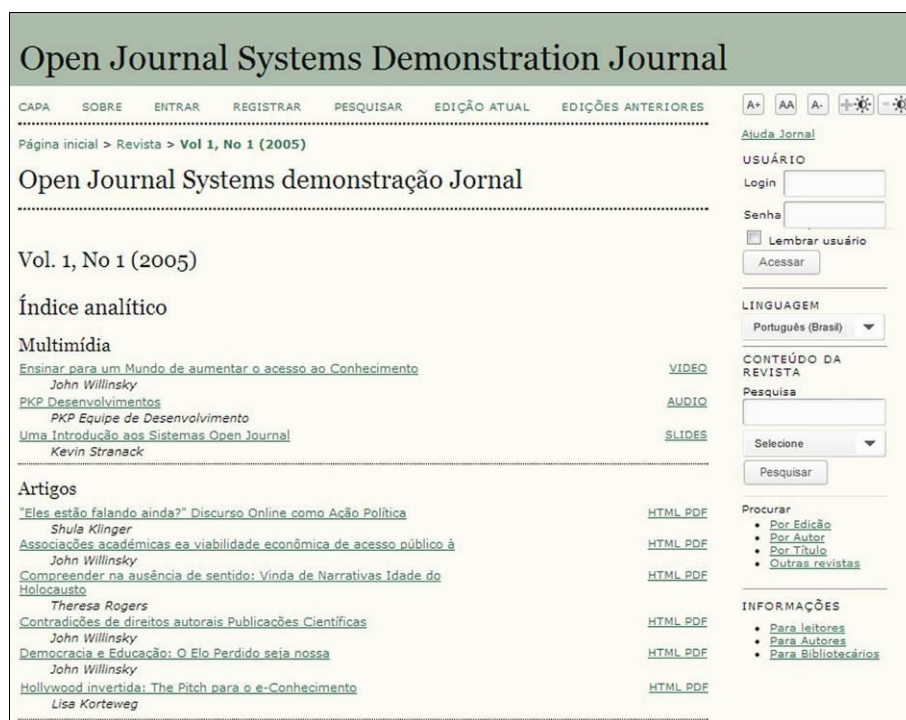 Open Journal Systems Demonstration Journal
CAPA SOBRE ENTRAR REGISTRAR PESQUISAR EDIÇÃO ATUAL EDIÇÕES ANTERIORES
Página inicial > Revista > Vol 1, No 1 (2005)
Open Journal Systems demonstração Jornal
Vol. 1, No 1 (2005)
Índice analítico
Multimídia
Ensinar para um Mundo de aumentar o acesso ao Conhecimento VIDEO
John Willinsky
PKP Desenvolvimentos AUDIO
PKP Equipe de Desenvolvimento
Uma Introdução aos Sistemas Open Journal SLIDES
Kevin Stranack
Artigos
"Eles estão falando ainda?" Discurso Online como Ação Política HTML PDF
Shula Klinger
Associações académicas ea viabilidade econômica de acesso público à HTML PDF
John Willinsky
Compreender na ausência de sentido: Vinda de Narrativas Idade do HTML PDF
Holocausto
Theresa Rogers
Contradições de direitos autorais Publicações Científicas HTML PDF
John Willinsky
Democracia e Educação: O Elo Perdido seja nossa HTML PDF
John Willinsky
Hollywood invertida: The Pitch para o e-Conhecimento HTML PDF
Lisa Korteweg
A+ AA A-
Ajuda Jornal
USUÁRIO
Login
Senha
Lembrar usuário
Acessar
LINGUAGEM
Português (Brasil)
CONTEÚDO DA
REVISTA
Pesquisa
Selecione
Pesquisar
Procurar
Por Edição
Por Autor
Por Título
Outras revistas
INFORMAÇÕES
Para leitores
Para Autores
Para Bibliotecários